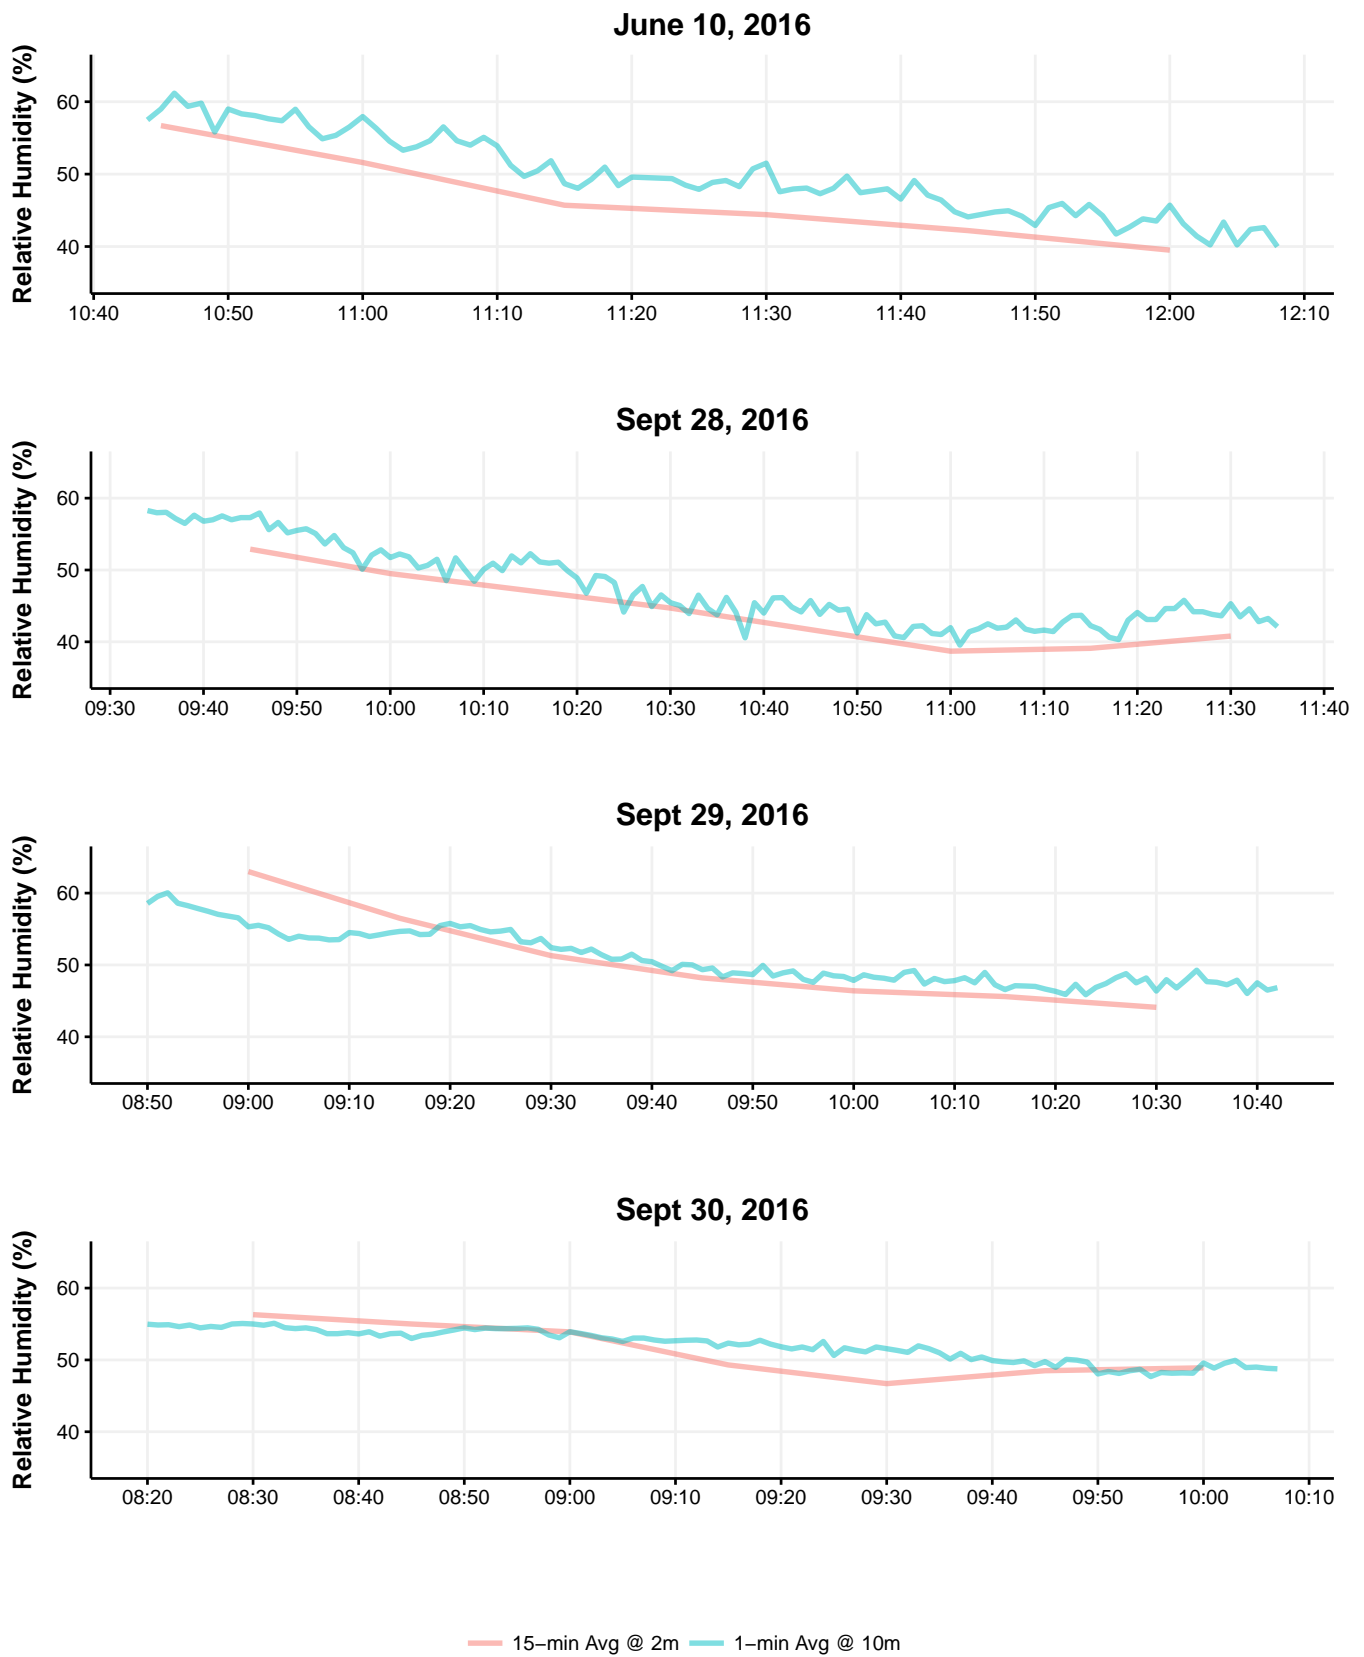 June 10, 2016
Relative Humidity (%)
60
50
40
10:40 10:50 11:00 11:10 11:20 11:30 11:40 11:50 12:00 12:10
Sept 28, 2016
Relative Humidity (%)
60
50
40
09:30 09:40 09:50 10:00 10:10 10:20 10:30 10:40 10:50 11:00 11:10 11:20 11:30 11:40
Sept 29, 2016
Relative Humidity (%)
60
50
40
08:50 09:00 09:10 09:20 09:30 09:40 09:50 10:00 10:10 10:20 10:30 10:40
Sept 30, 2016
Relative Humidity (%)
60
50
40
08:20 08:30 08:40 08:50 09:00 09:10 09:20 09:30 09:40 09:50 10:00 10:10
15−min Avg @ 2m 1−min Avg @ 10m